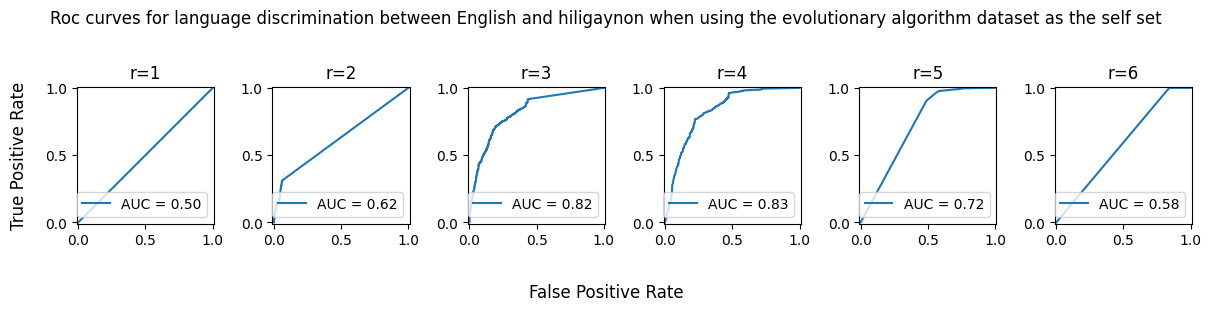 Roc curves for language discrimination between English and hiligaynon when using the evolutionary algorithm dataset as the self set
r=1 r=2 r=3 r=4 r=5 r=6
True Positive Rate
1.0 1.0 1.0 1.0 1.0 1.0
0.5 0.5 0.5 0.5 0.5 0.5
AUC = 0.50 AUC = 0.62 AUC = 0.82 AUC = 0.83 AUC = 0.72 AUC = 0.58
0.0 0.0 0.0 0.0 0.0 0.0
0.0 0.5 1.0 0.0 0.5 1.0 0.0 0.5 1.0 0.0 0.5 1.0 0.0 0.5 1.0 0.0 0.5 1.0
False Positive Rate